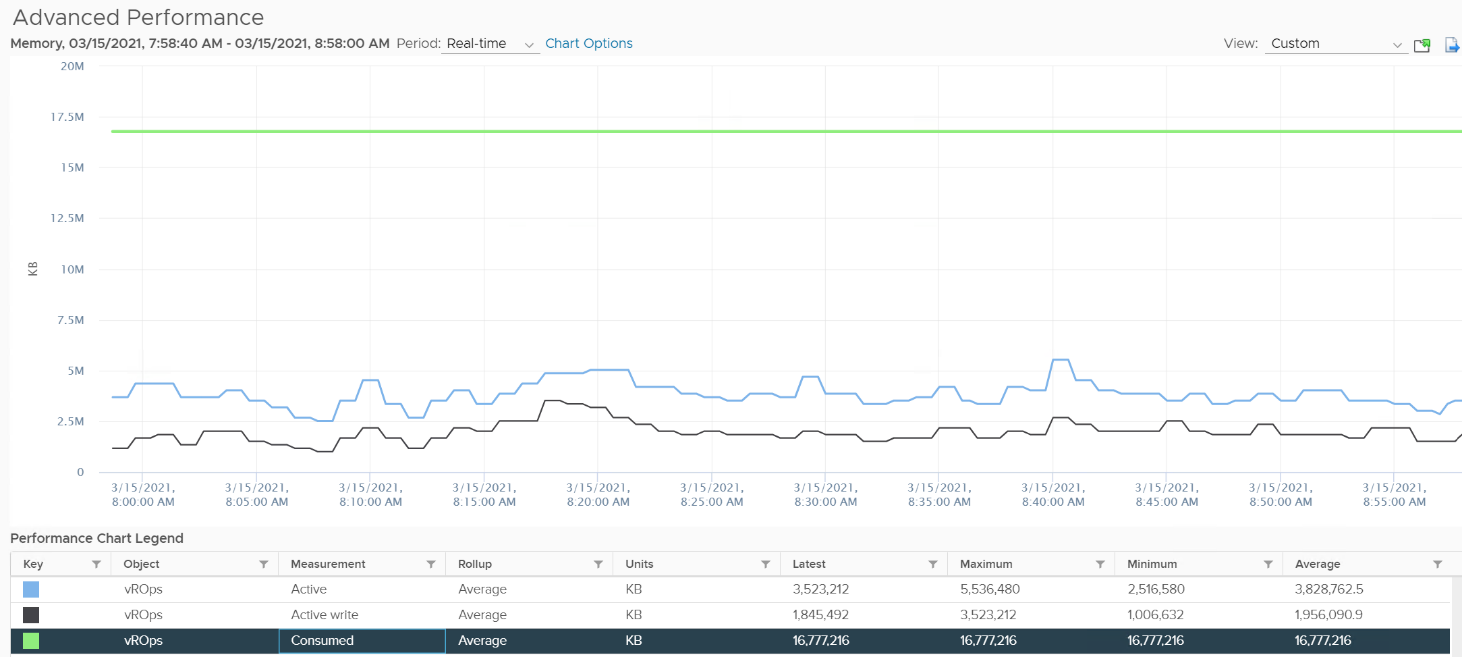 Advanced Performance
Memory, 03/15/2021, 7:58:40 AM - 03/15/2021, 8:58:00 AM Period: Real-time Chart Options View: Custom
20M
17.5M
15M
12.5M
10M
7.5M
5M
2.5M
0
KB
3/15/2021, 3/15/2021, 3/15/2021, 3/15/2021, 3/15/2021, 3/15/2021, 3/15/2021, 3/15/2021, 3/15/2021, 3/15/2021, 3/15/2021, 3/15/2021,
8:00:00 AM 8:05:00 AM 8:10:00 AM 8:15:00 AM 8:20:00 AM 8:25:00 AM 8:30:00 AM 8:35:00 AM 8:40:00 AM 8:45:00 AM 8:50:00 AM 8:55:00 AM
Performance Chart Legend
Key Object Measurement Rollup Units Latest Maximum Minimum Average
vROps Active Average KB 3,523,212 5,536,480 2,516,580 3,828,762.5
vROps Active write Average KB 1,845,492 3,523,212 1,006,632 1,956,090.9
vROps Consumed Average KB 16,777,216 16,777,216 16,777,216 16,777,216